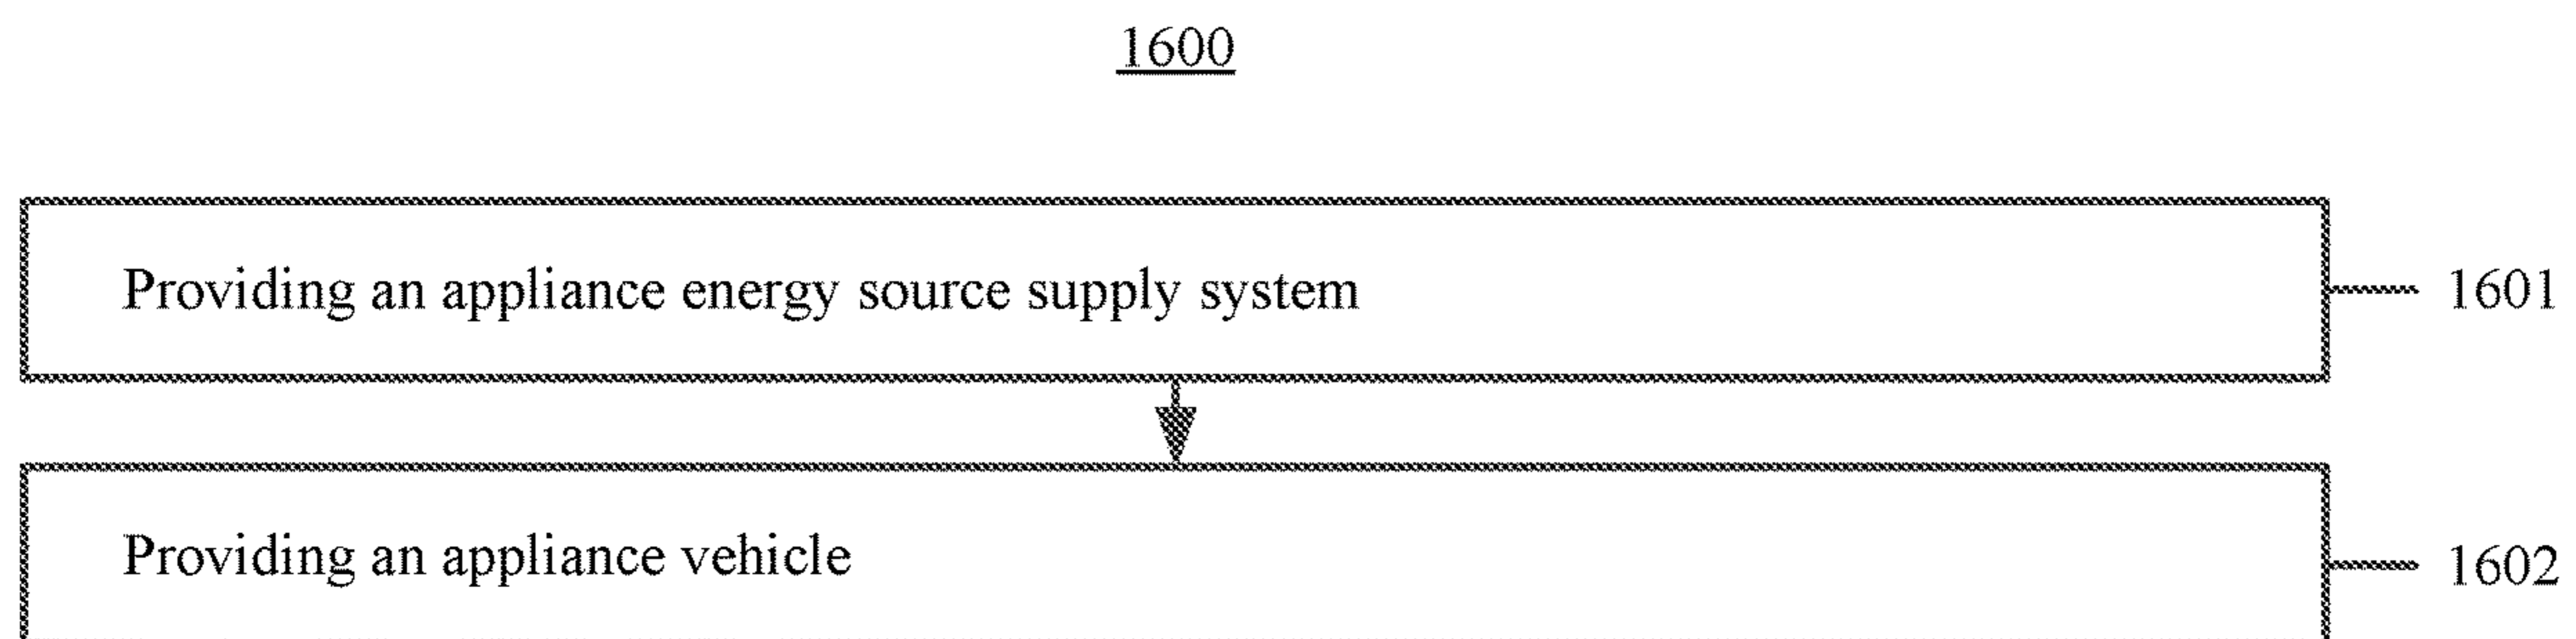 1600
Providing an appliance energy source supply system
1601
Providing an appliance vehicle
1602